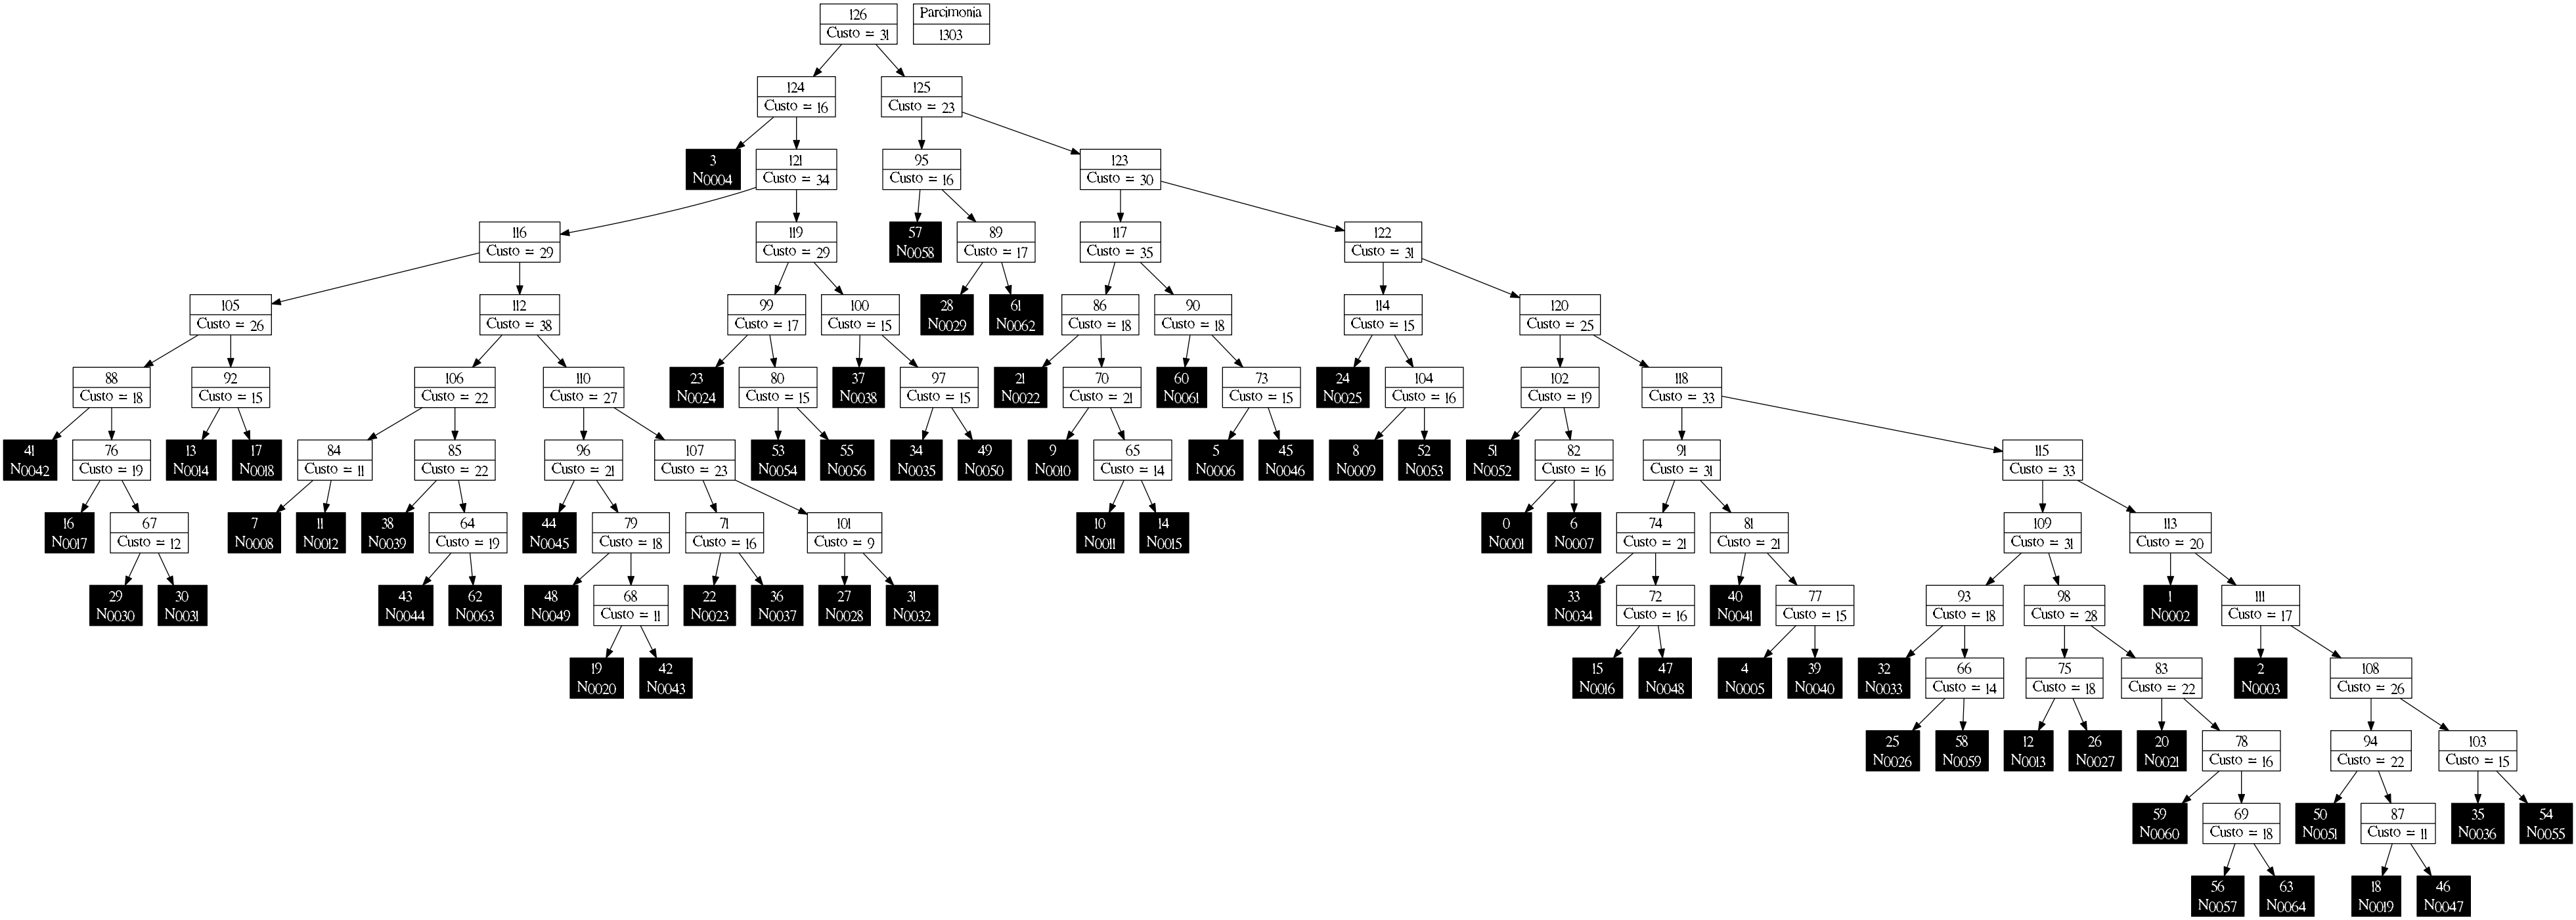 126
Custo = 31
Parcimonia
1303
124
Custo = 16
125
Custo = 23
3
N0004
121
Custo = 34
95
Custo = 16
123
Custo = 30
116
Custo = 29
119
Custo = 29
57
N0058
89
Custo = 17
117
Custo = 35
122
Custo = 31
105
Custo = 26
112
Custo = 38
99
Custo = 17
100
Custo = 15
28
N0029
61
N0062
86
Custo = 18
90
Custo = 18
114
Custo = 15
120
Custo = 25
88
Custo = 18
92
Custo = 15
106
Custo = 22
110
Custo = 27
23
N0024
80
Custo = 15
37
N0038
97
Custo = 15
21
N0022
70
Custo = 21
60
N0061
73
Custo = 15
24
N0025
104
Custo = 16
102
Custo = 19
118
Custo = 33
41
N0042
76
Custo = 19
13
N0014
17
N0018
84
Custo = 11
85
Custo = 22
96
Custo = 21
107
Custo = 23
53
N0054
55
N0056
34
N0035
49
N0050
9
N0010
65
Custo = 14
5
N0006
45
N0046
8
N0009
52
N0053
51
N0052
82
Custo = 16
91
Custo = 31
115
Custo = 33
16
N0017
67
Custo = 12
7
N0008
11
N0012
38
N0039
64
Custo = 19
44
N0045
79
Custo = 18
71
Custo = 16
101
Custo = 9
10
N0011
14
N0015
0
N0001
6
N0007
74
Custo = 21
81
Custo = 21
109
Custo = 31
113
Custo = 20
29
N0030
30
N0031
43
N0044
62
N0063
48
N0049
68
Custo = 11
22
N0023
36
N0037
27
N0028
31
N0032
33
N0034
72
Custo = 16
40
N0041
77
Custo = 15
93
Custo = 18
98
Custo = 28
1
N0002
111
Custo = 17
19
N0020
42
N0043
15
N0016
47
N0048
4
N0005
39
N0040
32
N0033
66
Custo = 14
75
Custo = 18
83
Custo = 22
2
N0003
108
Custo = 26
25
N0026
58
N0059
12
N0013
26
N0027
20
N0021
78
Custo = 16
94
Custo = 22
103
Custo = 15
59
N0060
69
Custo = 18
50
N0051
87
Custo = 11
35
N0036
54
N0055
56
N0057
63
N0064
18
N0019
46
N0047